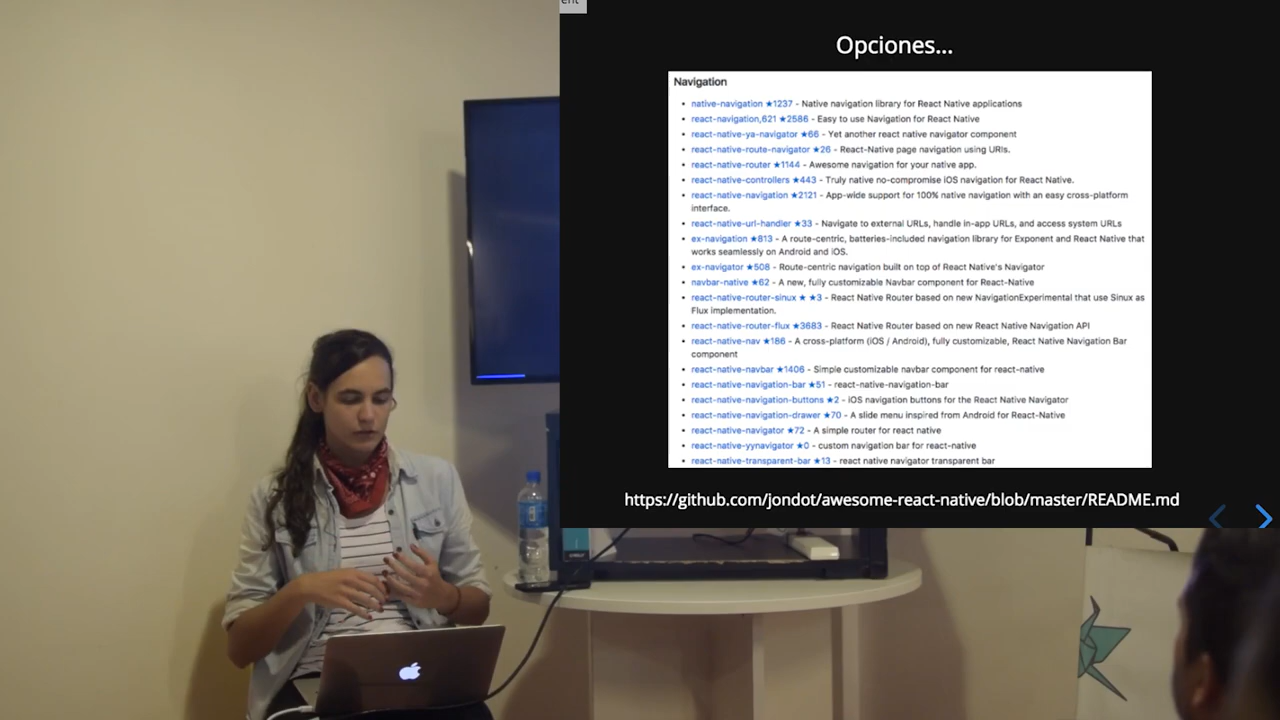 ent
Opciones...
Navigation
• native-navigation ★1237 - Native navigation library for React Native applications
• react-navigation,621 ★2586 - Easy to use Navigation for React Native
• react-native-ya-navigator ★66 - Yet another react native navigator component
• react-native-route-navigator ★26 - React-Native page navigation using URIs.
• react-native-router ★1144 - Awesome navigation for your native app.
• react-native-controllers ★443 - Truly native no-compromise iOS navigation for React Native.
• react-native-navigation ★2121 - App-wide support for 100% native navigation with an easy cross-platform
interface.
• react-native-url-handler ★33 - Navigate to external URLs, handle in-app URLs, and access system URLs
• ex-navigation ★813 - A route-centric, batteries-included navigation library for Exponent and React Native that
works seamlessly on Android and iOS.
• ex-navigator ★508 - Route-centric navigation built on top of React Native's Navigator
• navbar-native ★62 - A new, fully customizable Navbar component for React-Native
• react-native-router-sinux ★ ★3 - React Native Router based on new NavigationExperimental that use Sinux as
Flux implementation.
• react-native-router-flux ★3683 - React Native Router based on new React Native Navigation API
• react-native-nav ★186 - A cross-platform (iOS / Android), fully customizable, React Native Navigation Bar
component
• react-native-navbar ★1406 - Simple customizable navbar component for react-native
• react-native-navigation-bar ★51 - react-native-navigation-bar
• react-native-navigation-buttons ★2 - iOS navigation buttons for the React Native Navigator
• react-native-navigation-drawer ★70 - A slide menu inspired from Android for React-Native
• react-native-navigator ★72 - A simple router for react native
• react-native-yynavigator ★0 - custom navigation bar for react-native
• react-native-transparent-bar ★13 - react native navigator transparent bar
https://github.com/jondot/awesome-react-native/blob/master/README.md